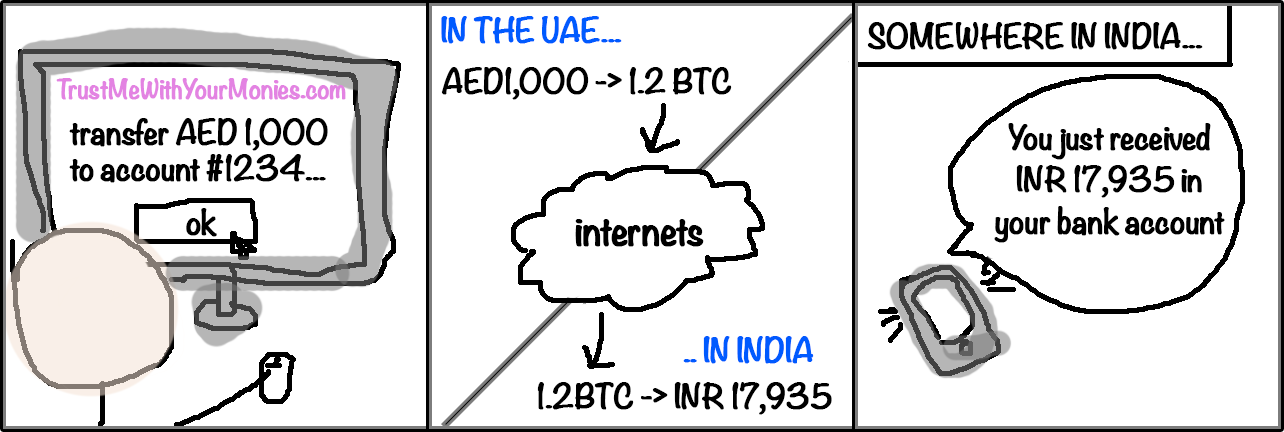 TrustMeWithYourMonies.com
transfer AED 1,000
to account #1234...
ok
IN THE UAE...
AED1,000 -> 1.2 BTC
internets
.. IN INDIA
1.2BTC -> INR 17,935
SOMEWHERE IN INDIA...
You just received
INR 17,935 in
your bank account